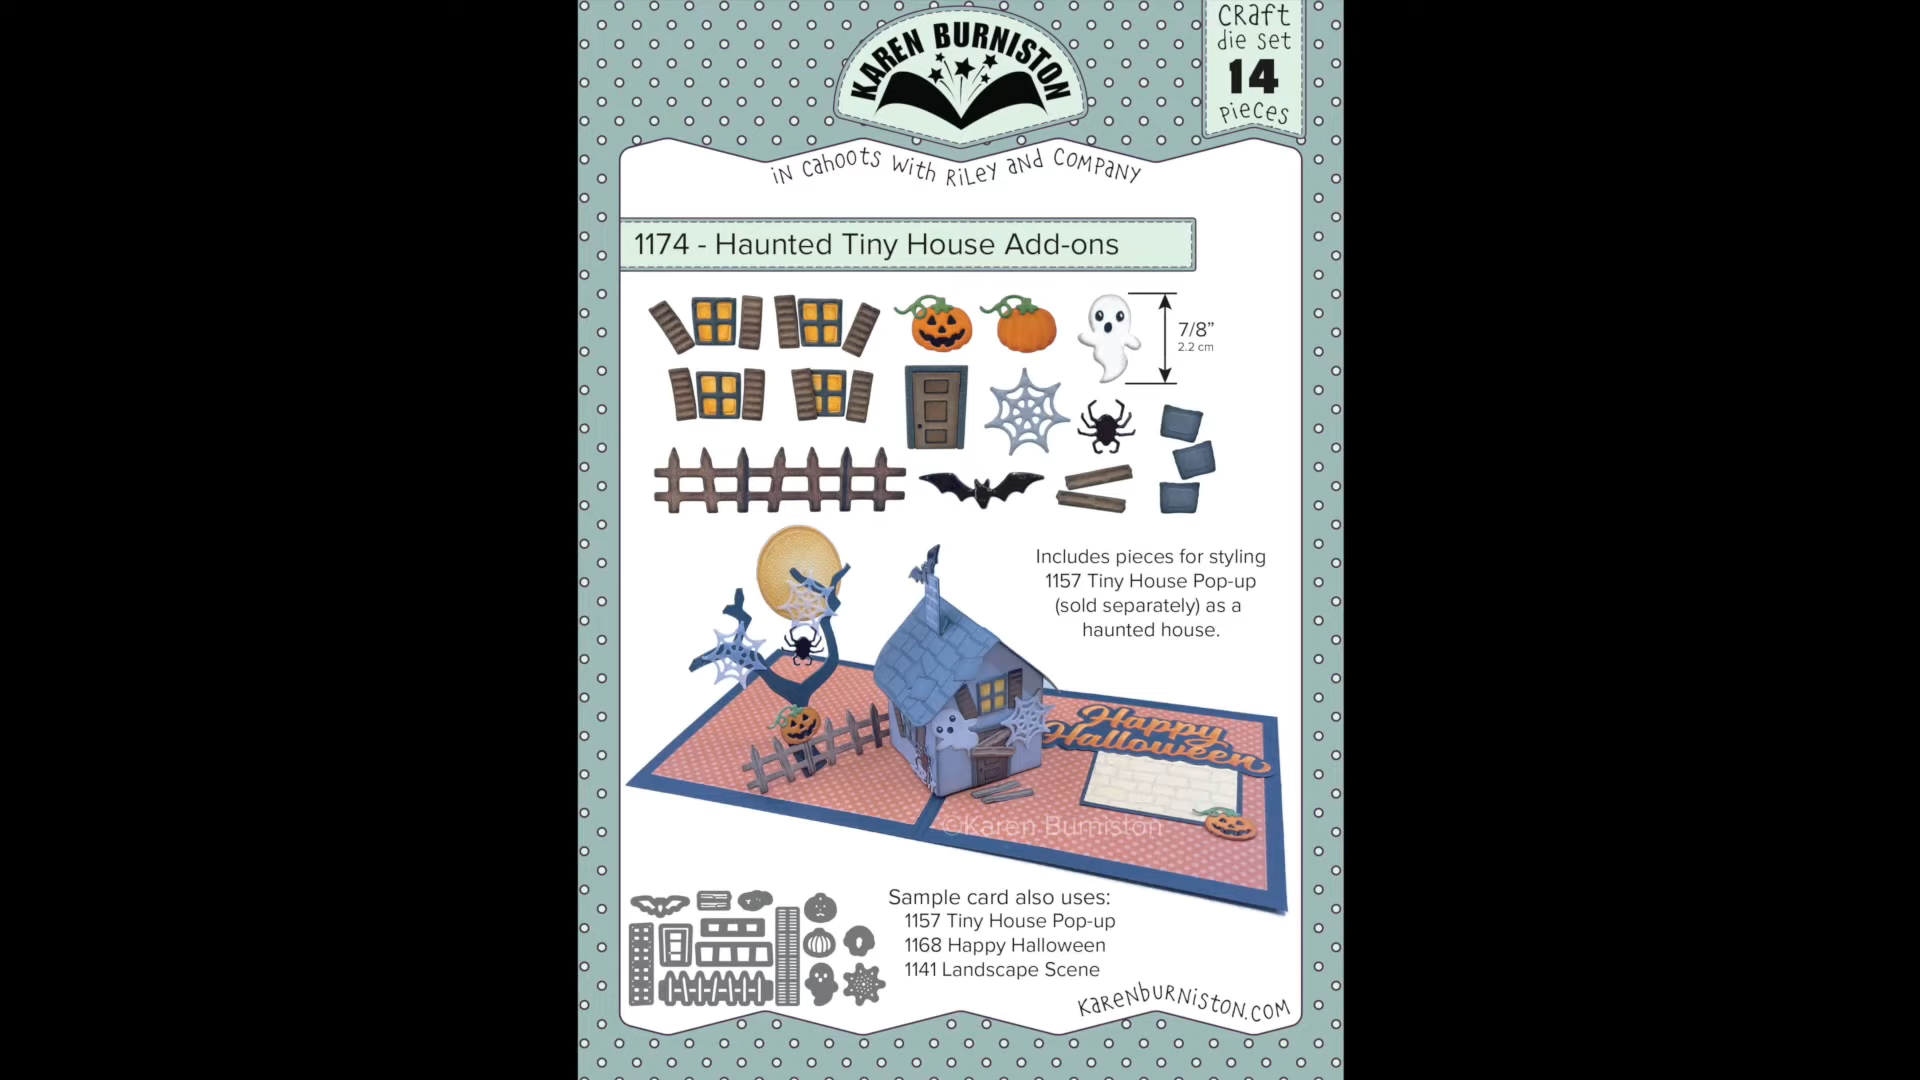 KAREN BURNISTON
CRaft
die set
14
pieces
iN cahoots with RiLey aNd COMPaNy
1174 - Haunted Tiny House Add-ons
7/8”
2.2 cm
Includes pieces for styling
1157 Tiny House Pop-up
(sold separately) as a
haunted house.
Happy
Halloween
©Karen Burniston
Sample card also uses:
1157 Tiny House Pop-up
1168 Happy Halloween
1141 Landscape Scene
KaReNbURNiStON.COM